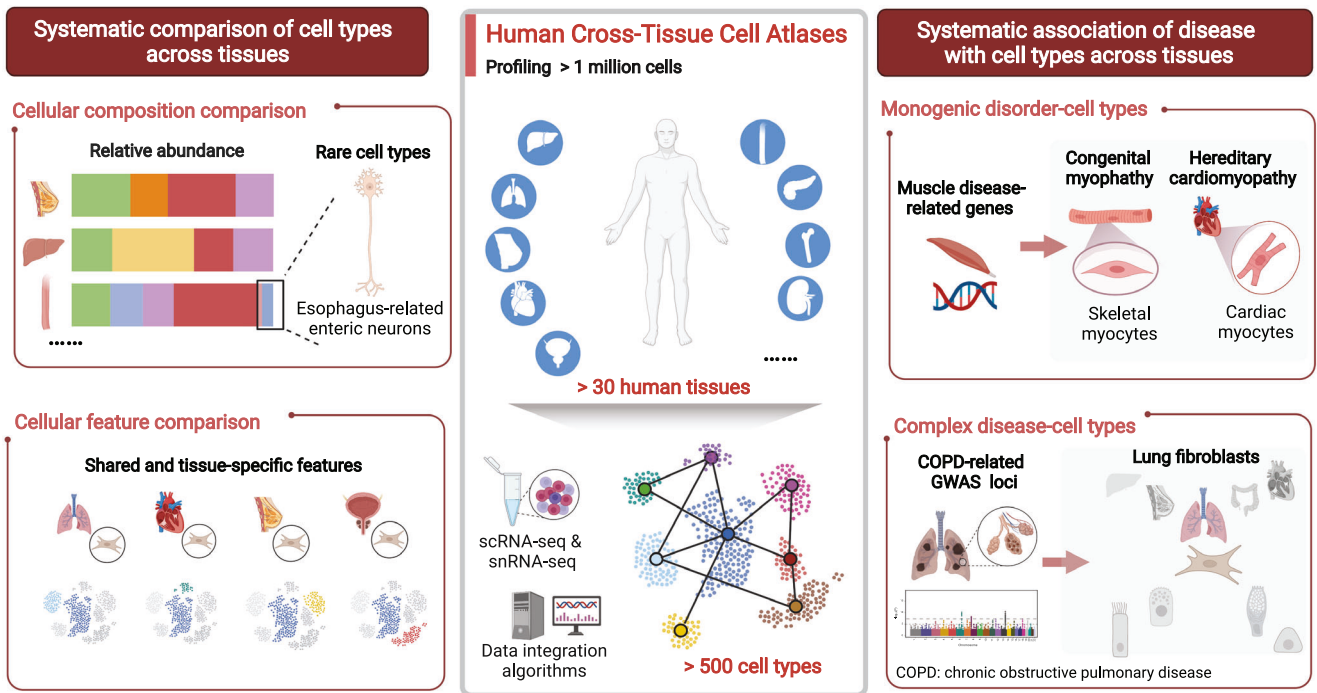 Systematic comparison of cell types
across tissues
Cellular composition comparison
Relative abundance
Rare cell types
Esophagus-related
enteric neurons
......
Cellular feature comparison
Shared and tissue-specific features
Human Cross-Tissue Cell Atlases
Profiling > 1 million cells
......
> 30 human tissues
scRNA-seq &
snRNA-seq
Data integration
algorithms
> 500 cell types
Systematic association of disease
with cell types across tissues
Monogenic disorder-cell types
Muscle disease-
related genes
Congenital
myophathy
Hereditary
cardiomyopathy
Skeletal
myocytes
Cardiac
myocytes
Complex disease-cell types
COPD-related
GWAS loci
Lung fibroblasts
COPD: chronic obstructive pulmonary disease